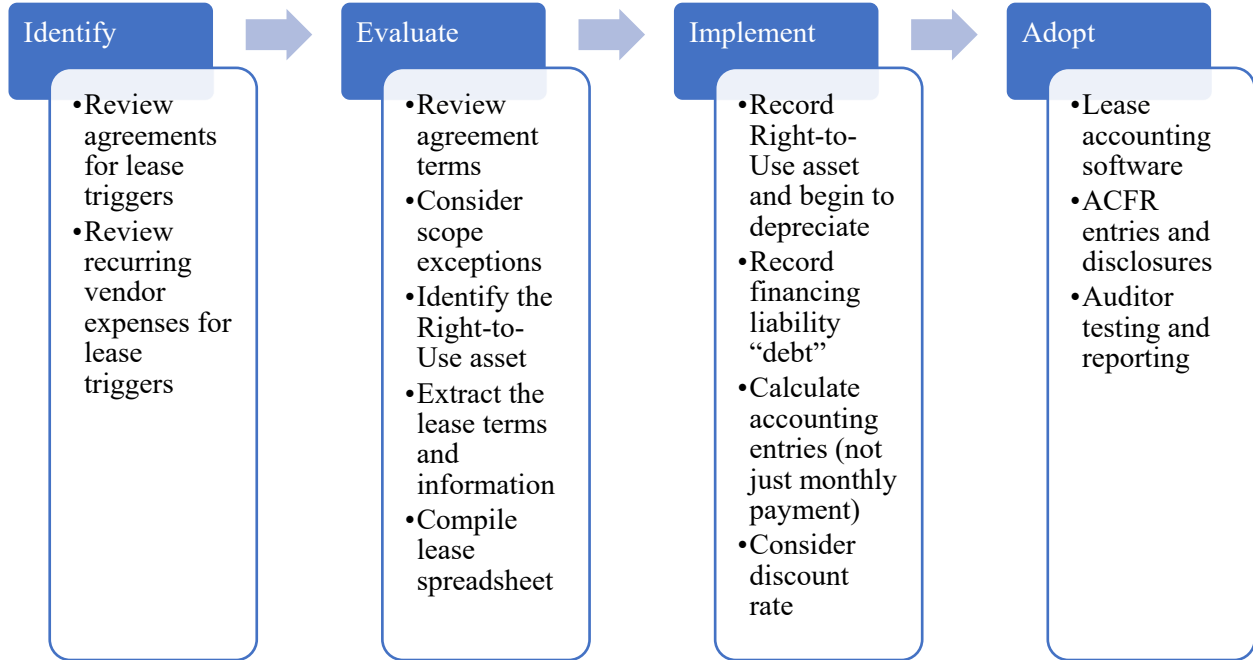 Identify
•Review
agreements
for lease
triggers
•Review
recurring
vendor
expenses for
lease
triggers
Evaluate
•Review
agreement
terms
•Consider
scope
exceptions
•Identify the
Right-to-
Use asset
•Extract the
lease terms
and
information
•Compile
lease
spreadsheet
Implement
•Record
Right-to-
Use asset
and begin to
depreciate
•Record
financing
liability
“debt”
•Calculate
accounting
entries (not
just monthly
payment)
•Consider
discount
rate
Adopt
•Lease
accounting
software
•ACFR
entries and
disclosures
•Auditor
testing and
reporting